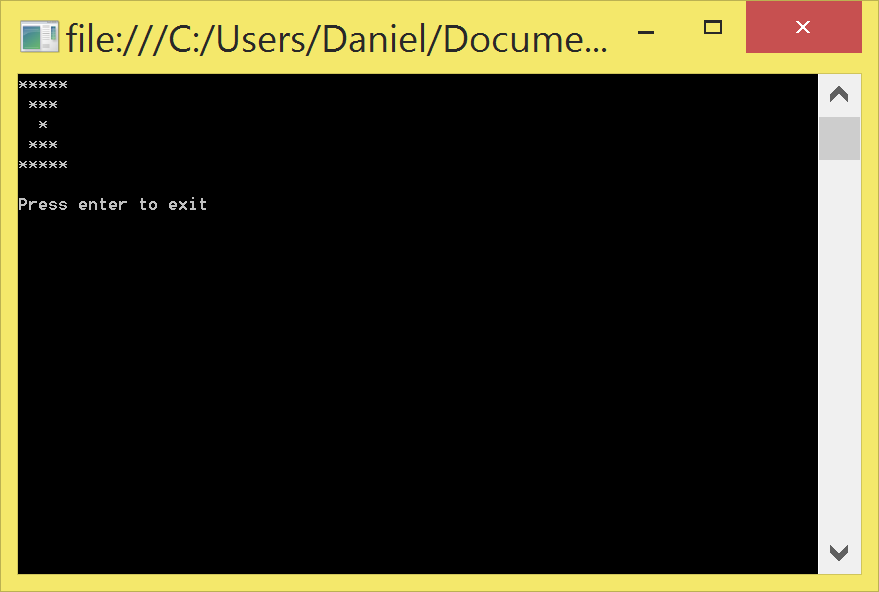 file:///C:/Users/Daniel/Docume...
*****
 ***
  *
 ***
*****
Press enter to exit